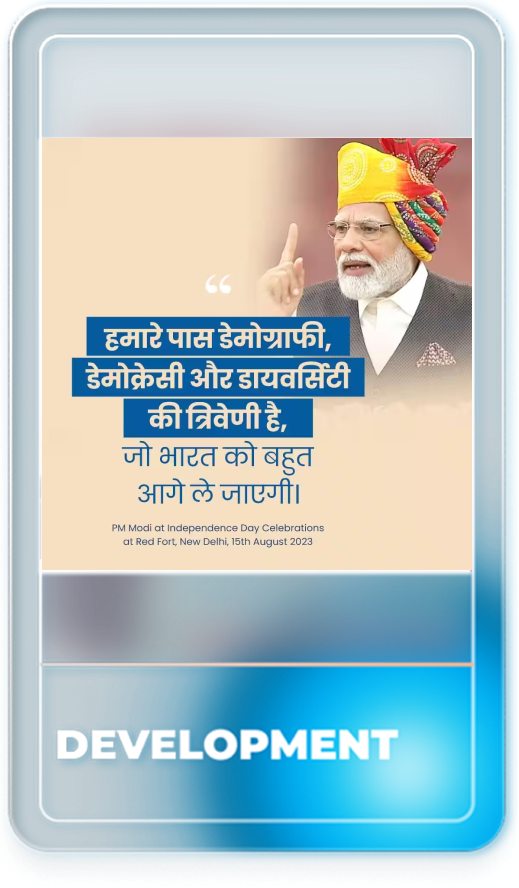 “
हमारे पास डेमोग्राफी,
डेमोक्रेसी और डायवर्सिटी
की त्रिवेणी है,
जो भारत को बहुत
आगे ले जाएगी।
PM Modi at Independence Day Celebrations
at Red Fort, New Delhi, 15th August 2023
DEVELOPMENT